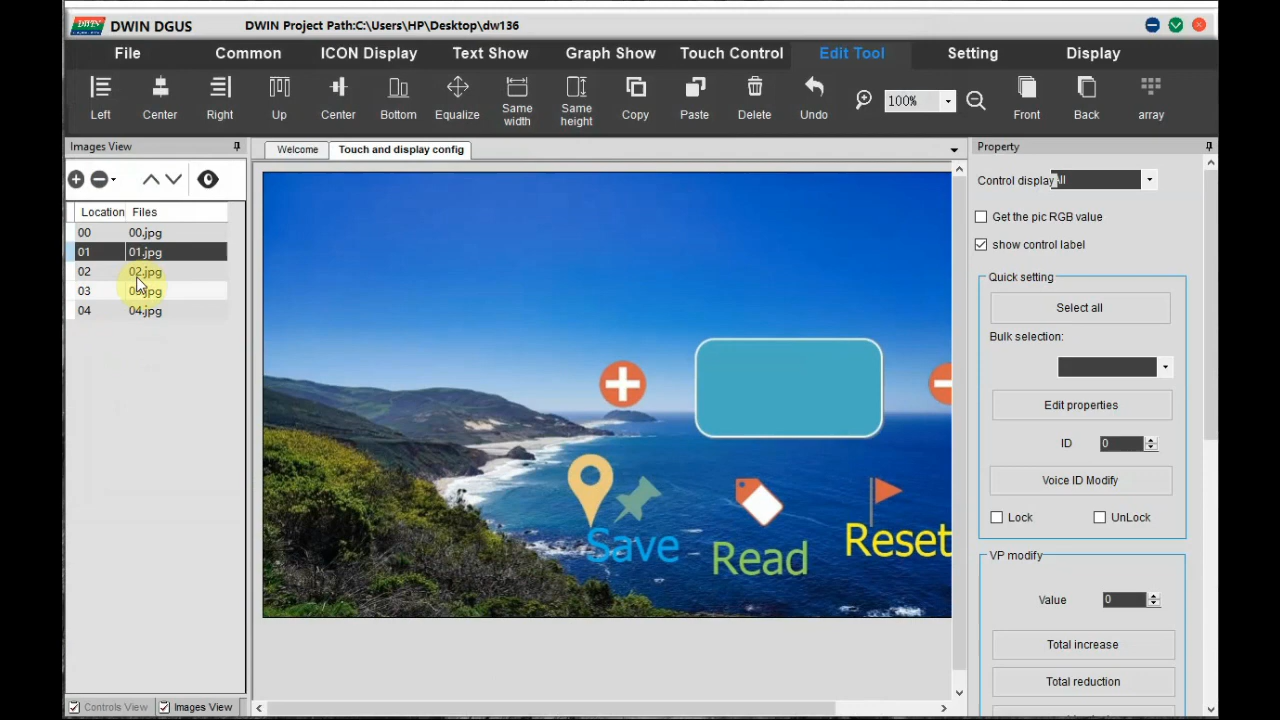 DWIN DWIN DGUS DWIN Project Path:C:\Users\HP\Desktop\dw136
File Common ICON Display Text Show Graph Show Touch Control Edit Tool Setting Display
Left Center Right Up Center Bottom Equalize Same width Same height Copy Paste Delete Undo 100% Front Back array
Images View
Welcome Touch and display config
Property
Location Files
00 00.jpg
01 01.jpg
02 02.jpg
03 03.jpg
04 04.jpg
Save Read Reset
Control display All
Get the pic RGB value
show control label
Quick setting
Select all
Bulk selection:
Edit properties
ID 0
Voice ID Modify
Lock UnLock
VP modify
Value 0
Total increase
Total reduction
Controls View Images View